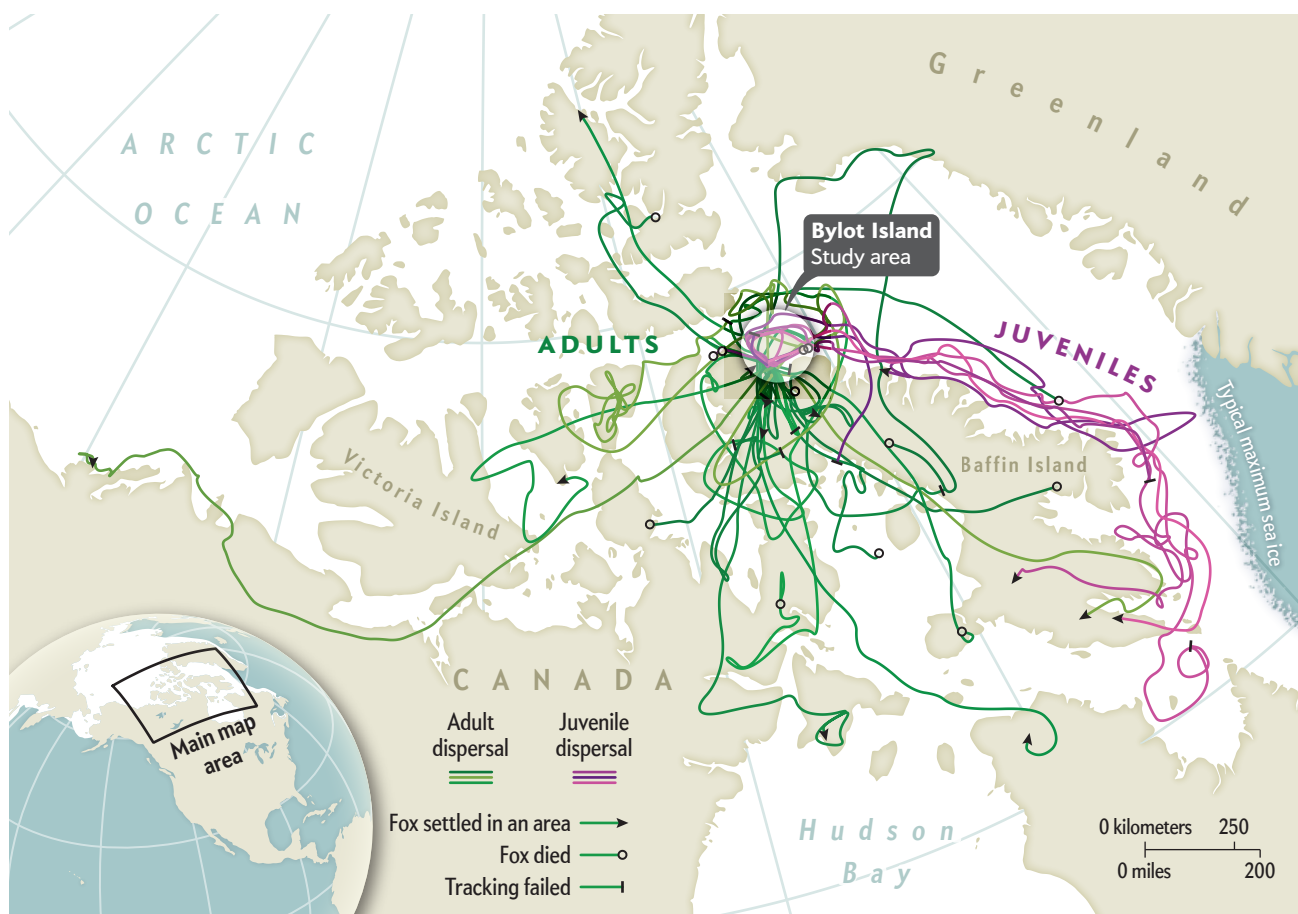 Greenland
ARCTIC
OCEAN
Bylot Island
Study area
ADULTS
JUVENILES
Typical maximum sea ice
Victoria Island
Baffin Island
CANADA
Main map
area
Adult
dispersal
Juvenile
dispersal
Fox settled in an area
Fox died
Tracking failed
Hudson
Bay
0 kilometers 250
0 miles 200